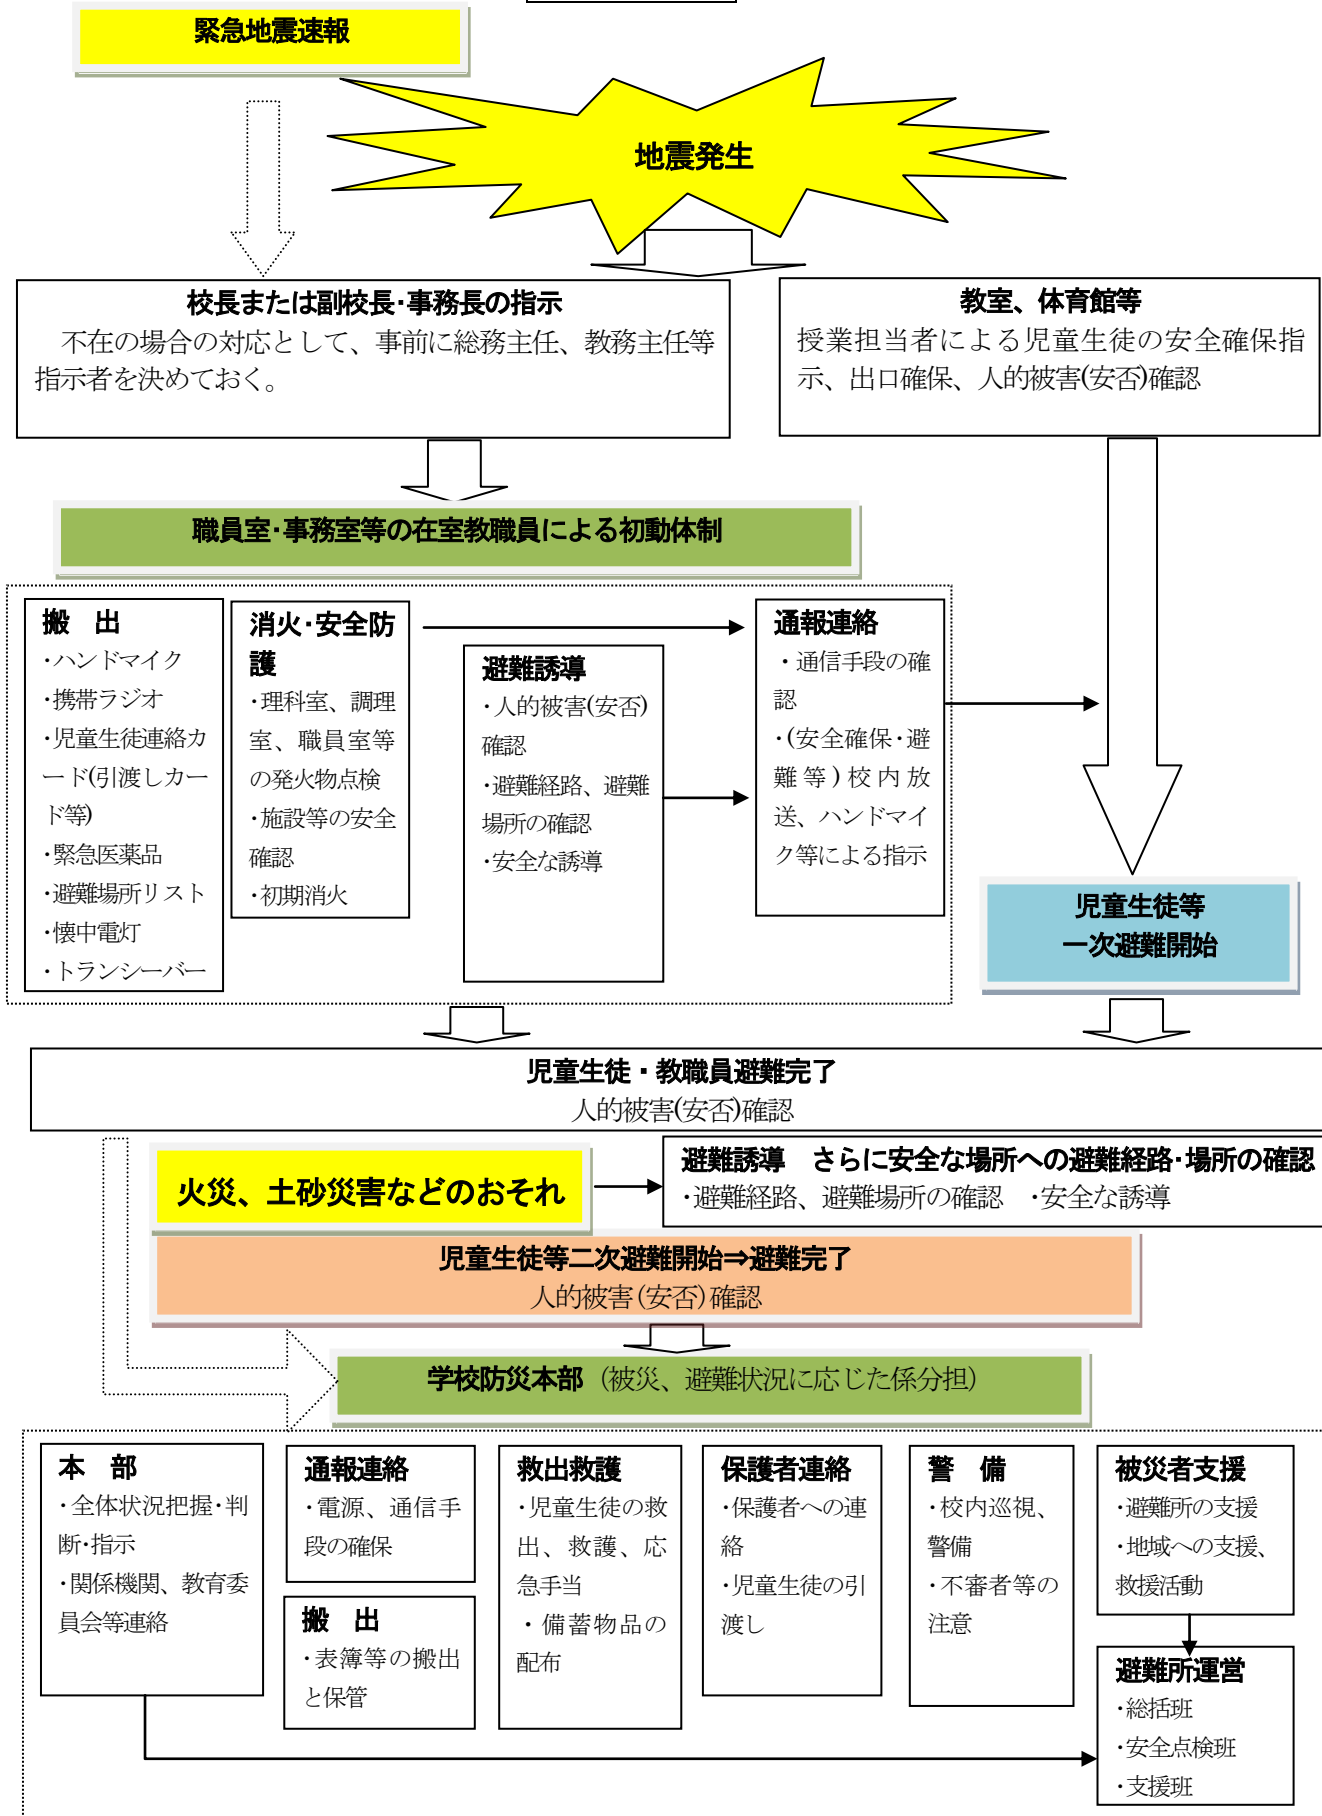 緊急地震速報
地震発生
校長または副校長・事務長の指示
不在の場合の対応として、事前に総務主任、教務主任等
指示者を決めておく。
教室、体育館等
授業担当者による児童生徒の安全確保指
示、出口確保、人的被害(安否)確認
職員室・事務室等の在室教職員による初動体制
搬　出
・ハンドマイク
・携帯ラジオ
・児童生徒連絡カ
ード(引渡しカー
ド等)
・緊急医薬品
・避難場所リスト
・懐中電灯
・トランシーバー
消火・安全防
護
・理科室、調理
室、職員室等
の発火物点検
・施設等の安全
確認
・初期消火
避難誘導
・人的被害(安否)
確認
・避難経路、避難
場所の確認
・安全な誘導
通報連絡
・通信手段の確
認
・(安全確保・避
難等)校内放
送、ハンドマイ
ク等による指示
児童生徒等
一次避難開始
児童生徒・教職員避難完了
人的被害(安否)確認
火災、土砂災害などのおそれ
避難誘導　さらに安全な場所への避難経路・場所の確認
・避難経路、避難場所の確認　・安全な誘導
児童生徒等二次避難開始⇒避難完了
人的被害(安否)確認
学校防災本部（被災、避難状況に応じた係分担）
本　部
・全体状況把握・判
断・指示
・関係機関、教育委
員会等連絡
通報連絡
・電源、通信手
段の確保
搬　出
・表簿等の搬出
と保管
救出救護
・児童生徒の救
出、救護、応
急手当
・備蓄物品の
配布
保護者連絡
・保護者への連
絡
・児童生徒の引
渡し
警　備
・校内巡視、
警備
・不審者等の
注意
被災者支援
・避難所の支援
・地域への支援、
救援活動
避難所運営
・総括班
・安全点検班
・支援班